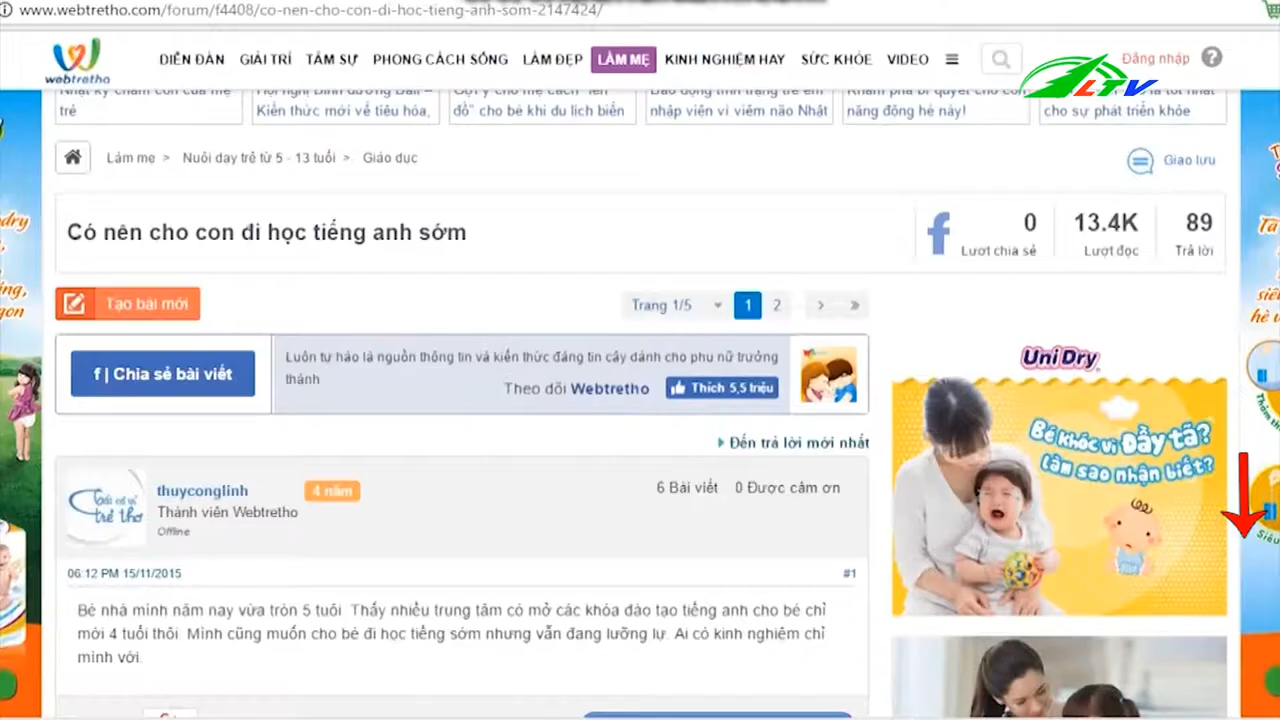 www.webtretho.com/forum/f4408/co-nen-cho-con-di-hoc-tieng-anh-som-2147424/
webtretho
DIỄN ĐÀN GIẢI TRÍ TÂM SỰ PHONG CÁCH SỐNG LÀM ĐẸP LÀM MẸ KINH NGHIỆM HAY SỨC KHỎE VIDEO
Đăng nhập
LTV
trẻ
Kiến thức mới về tiêu hóa,
đồ" cho bé khi du lịch biển
nhập viện vì viêm não Nhật
năng động hè này!
cho sự phát triển khỏe
Làm mẹ > Nuôi dạy trẻ từ 5 - 13 tuổi > Giáo dục
Giao lưu
Có nên cho con đi học tiếng anh sớm
0 13.4K 89
Lượt chia sẻ Lượt đọc Trả lời
Tạo bài mới
Trang 1/5 1 2 › »
f | Chia sẻ bài viết
Luôn tự hào là nguồn thông tin và kiến thức đáng tin cậy dành cho phụ nữ trưởng
thành
Theo dõi Webtretho Thích 5,5 triệu
Đến trả lời mới nhất
thuyconglinh 4 năm
Thành viên Webtretho
Offline
6 Bài viết 0 Được cảm ơn
06:12 PM 15/11/2015 #1
Bé nhà mình năm nay vừa tròn 5 tuổi. Thấy nhiều trung tâm có mở các khóa đào tạo tiếng anh cho bé chỉ
mới 4 tuổi thôi. Mình cũng muốn cho bé đi học tiếng sớm nhưng vẫn đang lưỡng lự. Ai có kinh nghiệm chỉ
mình với.
UniDry
Bé khóc vì Đầy tã?
làm sao nhận biết?